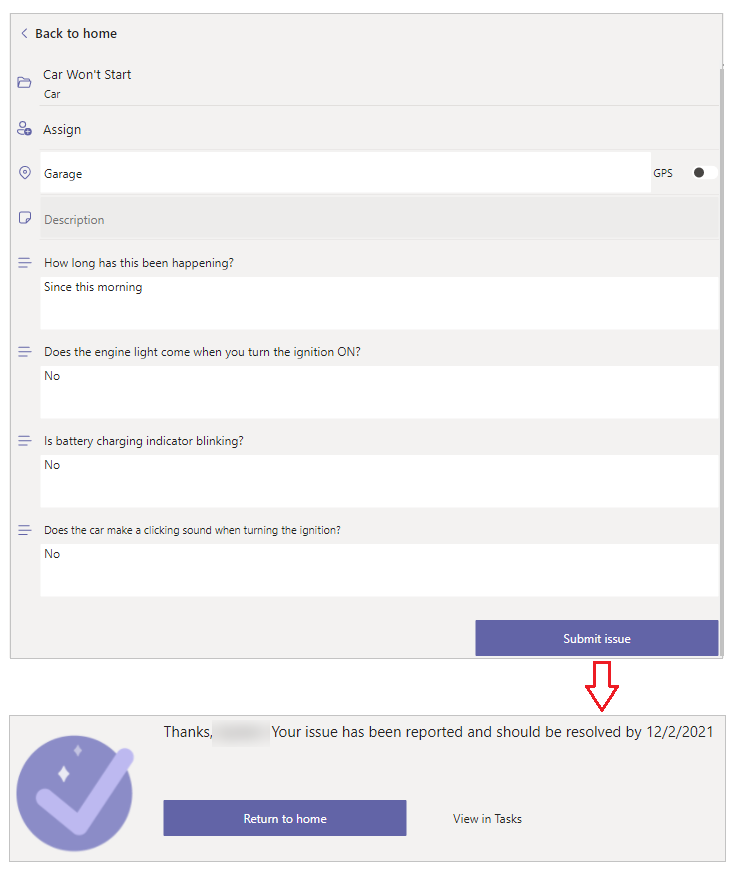 Back to home
Car Won't Start
Car
Assign
Garage
GPS
Description
How long has this been happening?
Since this morning
Does the engine light come when you turn the ignition ON?
No
Is battery charging indicator blinking?
No
Does the car make a clicking sound when turning the ignition?
No
Submit issue
Thanks, Your issue has been reported and should be resolved by 12/2/2021
Return to home
View in Tasks